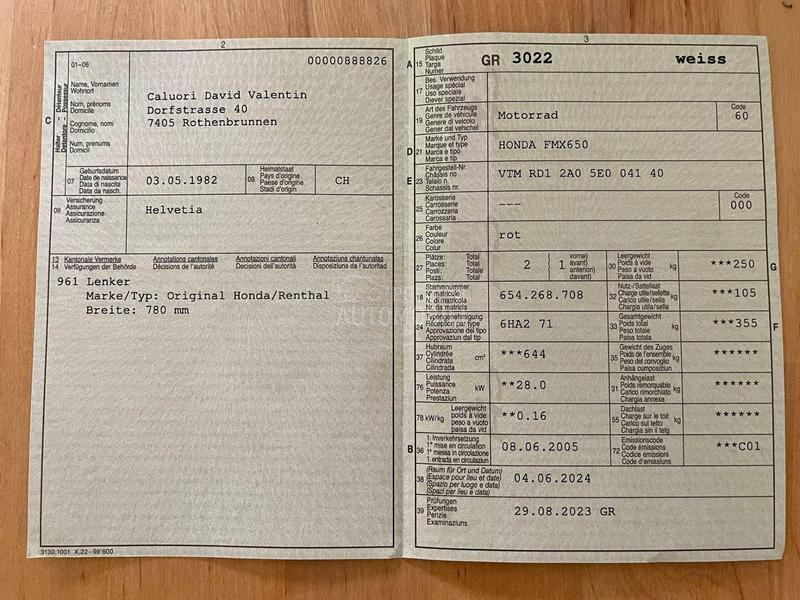 2
01–06
00000888826
Name, Vornamen
Wohnort
Nom, prénoms
Domicile
Cognome, nomi
Domicilio
Num, prenums
Domicil
C
Caluori David Valentin
Dorfstrasse 40
7405 Rothenbrunnen
07
Geburtsdatum
Date de naissance
Data di nascita
Data da nasch.
03.05.1982
08
Heimatstaat
Pays d'origine
Paese d'origine
Stadi d'origin
CH
09
Versicherung
Assurance
Assicurazione
Assicuranza
Helvetia
13 Kantonale Vermerke Annotations cantonales Annotazioni cantonali Annotaziuns chantunalas
14 Verfügungen der Behörde Décisions de l'autorité Decisioni dell'autorità Disposiziuns da l'autoritad
961 Lenker
Marke/Typ: Original Honda/Renthal
Breite: 780 mm
3130.1001 X.22 - 99'600
3
A 15
Schild
Plaque
Targa
Numer
GR 3022 weiss
17
Bes. Verwendung
Usage spécial
Uso speciale
Diever spezial
19
Art des Fahrzeugs
Genre de véhicule
Genere di veicolo
Gener dal vehichel
Motorrad
Code
60
D 21
Marke und Typ
Marque et type
Marca e tipo
Marca e tip
HONDA FMX650
E 23
Fahrgestell-Nr.
Châssis no
Telaio n.
Schassis nr.
VTM RD1 2A0 5E0 041 40
25
Karosserie
Carrosserie
Carrozzeria
Carossaria
---
Code
000
26
Farbe
Couleur
Colore
Colur
rot
27
Plätze: Total
Places: Total
Posti: Totale
Plazs: Total
2 ( 1
vorne)
avant)
anteriori)
davant)
30
Leergewicht
Poids à vide
Peso a vuoto
Paisa da vid
kg
***250
G
18
Stammnummer
N° matricule
N. di matricola
Nr. da matricla
654.268.708
32
Nutz-/Sattellast
Charge utile/sellette
Carico utile/sella
Chargia utila/sella
kg
***105
24
Typengenehmigung
Réception par type
Approvazione del tipo
Approvaziun dal tip
6HA2 71
33
Gesamtgewicht
Poids total
Peso totale
Paisa totala
kg
***355
F
37
Hubraum
Cylindrée
Cilindrata
Cilindrada
cm³
***644
35
Gewicht des Zuges
Poids de l'ensemble
Peso del convoglio
Paisa cumposiziun
kg
******
76
Leistung
Puissance
Potenza
Prestaziun
kW
**28.0
31
Anhängelast
Poids remorquable
Carico rimorchiato
Chargia annexa
kg
******
78 kW/kg
Leergewicht
poids à vide
peso a vuoto
paisa da vid
**0.16
55
Dachlast
Charge sur le toit
Carico sul tetto
Chargia sin il tetg
kg
******
B 36
1. Inverkehrsetzung
1re mise en circulation
1a messa in circolazione
1. entrada en circulaziun
08.06.2005
72
Emissionscode
Code émissions
Codice emissioni
Code d'emissiuns
***C01
38
(Raum für Ort und Datum)
(Espace pour lieu et date)
(Spazio per luogo e data)
(Spazi per lieu e data)
04.06.2024
39
Prüfungen
Expertises
Perizie
Examinaziuns
29.08.2023 GR